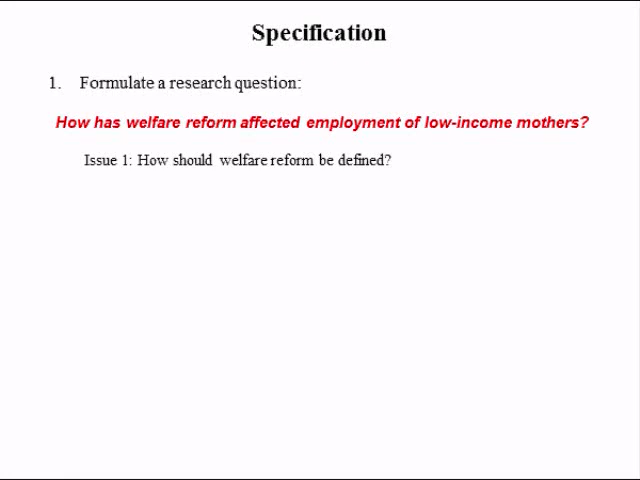 Specification
1. Formulate a research question:
How has welfare reform affected employment of low-income mothers?
Issue 1: How should welfare reform be defined?